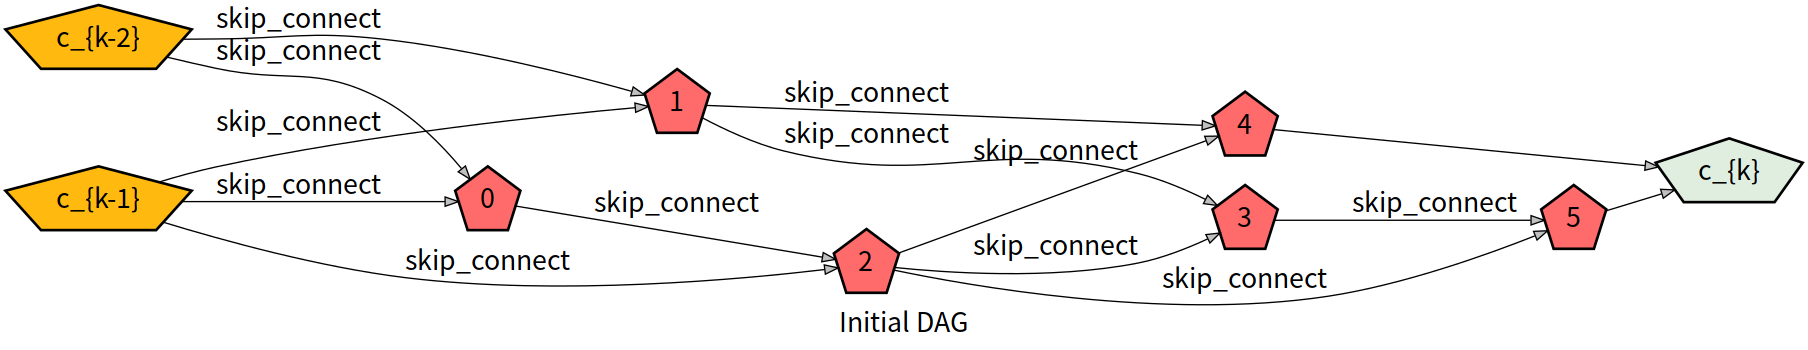 c_{k-2}
skip_connect
skip_connect
skip_connect
c_{k-1}
skip_connect
skip_connect
0
1
skip_connect
skip_connect
skip_connect
skip_connect
2
skip_connect
skip_connect
4
3
skip_connect
5
c_{k}
Initial DAG